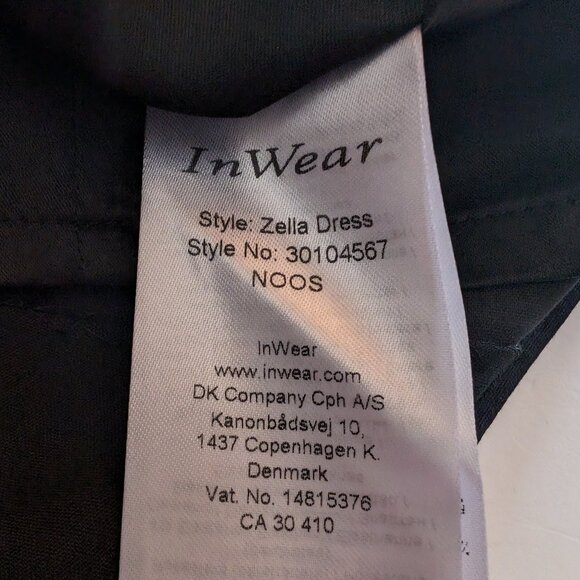 InWear
Style: Zella Dress
Style No: 30104567
NOOS
InWear
www.inwear.com
DK Company Cph A/S
Kanonbådsvej 10,
1437 Copenhagen K.
Denmark
Vat. No. 14815376
CA 30 410